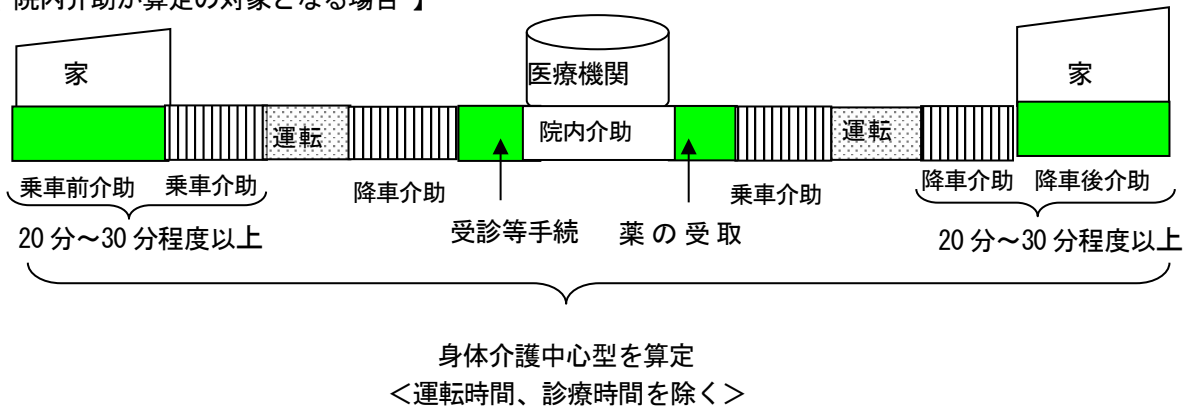 院内介助が算定の対象となる場合 】
家
医療機関
家
運転
院内介助
運転
乗車前介助
乗車介助
降車介助
乗車介助
降車介助
降車後介助
20分～30分程度以上
受診等手続
薬の受取
20分～30分程度以上
身体介護中心型を算定
＜運転時間、診療時間を除く＞